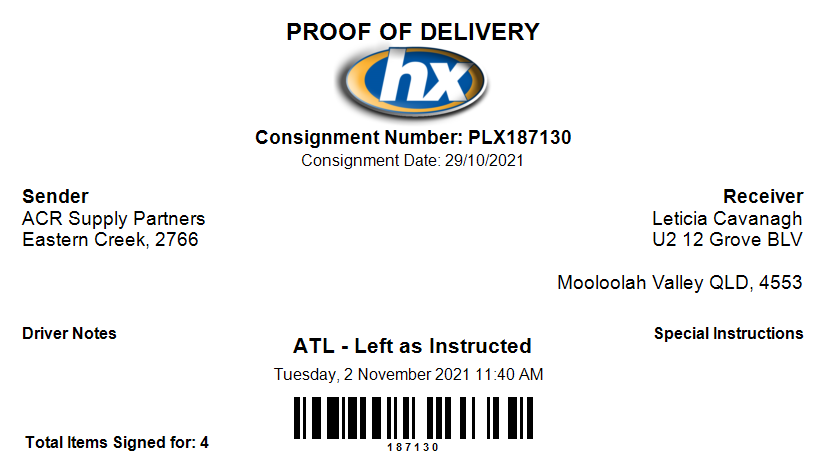 PROOF OF DELIVERY
hx
Consignment Number: PLX187130
Consignment Date: 29/10/2021
Sender
ACR Supply Partners
Eastern Creek, 2766
Receiver
Leticia Cavanagh
U2 12 Grove BLV
Mooloolah Valley QLD, 4553
Driver Notes
ATL - Left as Instructed
Tuesday, 2 November 2021 11:40 AM
Special Instructions
187130
Total Items Signed for: 4